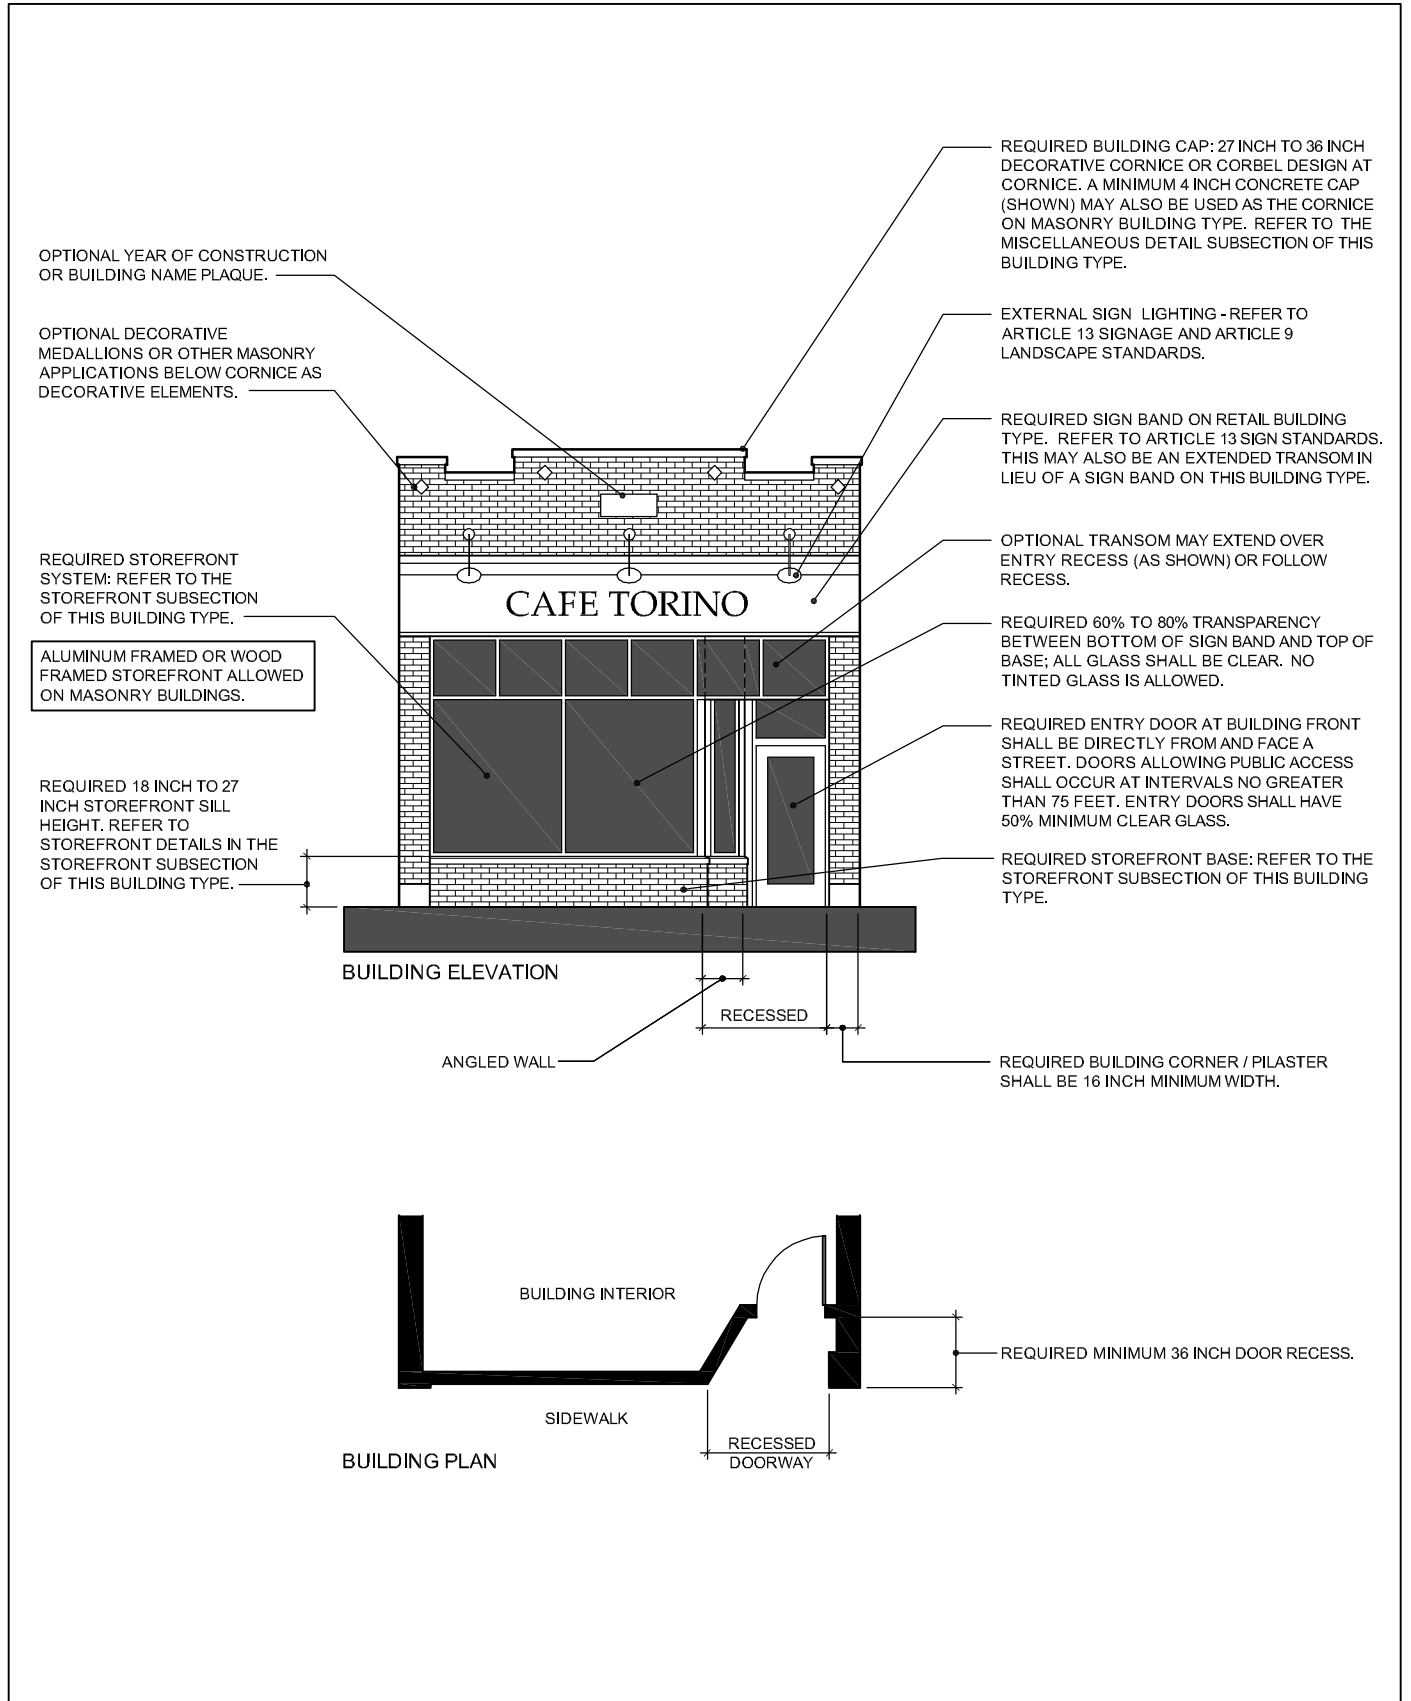 OPTIONAL YEAR OF CONSTRUCTION
OR BUILDING NAME PLAQUE.
OPTIONAL DECORATIVE
MEDALLIONS OR OTHER MASONRY
APPLICATIONS BELOW CORNICE AS
DECORATIVE ELEMENTS.
REQUIRED STOREFRONT
SYSTEM: REFER TO THE
STOREFRONT SUBSECTION
OF THIS BUILDING TYPE.
ALUMINUM FRAMED OR WOOD
FRAMED STOREFRONT ALLOWED
ON MASONRY BUILDINGS.
REQUIRED 18 INCH TO 27
INCH STOREFRONT SILL
HEIGHT. REFER TO
STOREFRONT DETAILS IN THE
STOREFRONT SUBSECTION
OF THIS BUILDING TYPE.
CAFE TORINO
REQUIRED BUILDING CAP: 27 INCH TO 36 INCH
DECORATIVE CORNICE OR CORBEL DESIGN AT
CORNICE. A MINIMUM 4 INCH CONCRETE CAP
(SHOWN) MAY ALSO BE USED AS THE CORNICE
ON MASONRY BUILDING TYPE. REFER TO THE
MISCELLANEOUS DETAIL SUBSECTION OF THIS
BUILDING TYPE.
EXTERNAL SIGN LIGHTING - REFER TO
ARTICLE 13 SIGNAGE AND ARTICLE 9
LANDSCAPE STANDARDS.
REQUIRED SIGN BAND ON RETAIL BUILDING
TYPE. REFER TO ARTICLE 13 SIGN STANDARDS.
THIS MAY ALSO BE AN EXTENDED TRANSOM IN
LIEU OF A SIGN BAND ON THIS BUILDING TYPE.
OPTIONAL TRANSOM MAY EXTEND OVER
ENTRY RECESS (AS SHOWN) OR FOLLOW
RECESS.
REQUIRED 60% TO 80% TRANSPARENCY
BETWEEN BOTTOM OF SIGN BAND AND TOP OF
BASE; ALL GLASS SHALL BE CLEAR. NO
TINTED GLASS IS ALLOWED.
REQUIRED ENTRY DOOR AT BUILDING FRONT
SHALL BE DIRECTLY FROM AND FACE A
STREET. DOORS ALLOWING PUBLIC ACCESS
SHALL OCCUR AT INTERVALS NO GREATER
THAN 75 FEET. ENTRY DOORS SHALL HAVE
50% MINIMUM CLEAR GLASS.
REQUIRED STOREFRONT BASE: REFER TO THE
STOREFRONT SUBSECTION OF THIS BUILDING
TYPE.
BUILDING ELEVATION
RECESSED
ANGLED WALL
REQUIRED BUILDING CORNER / PILASTER
SHALL BE 16 INCH MINIMUM WIDTH.
BUILDING INTERIOR
REQUIRED MINIMUM 36 INCH DOOR RECESS.
SIDEWALK
RECESSED
DOORWAY
BUILDING PLAN